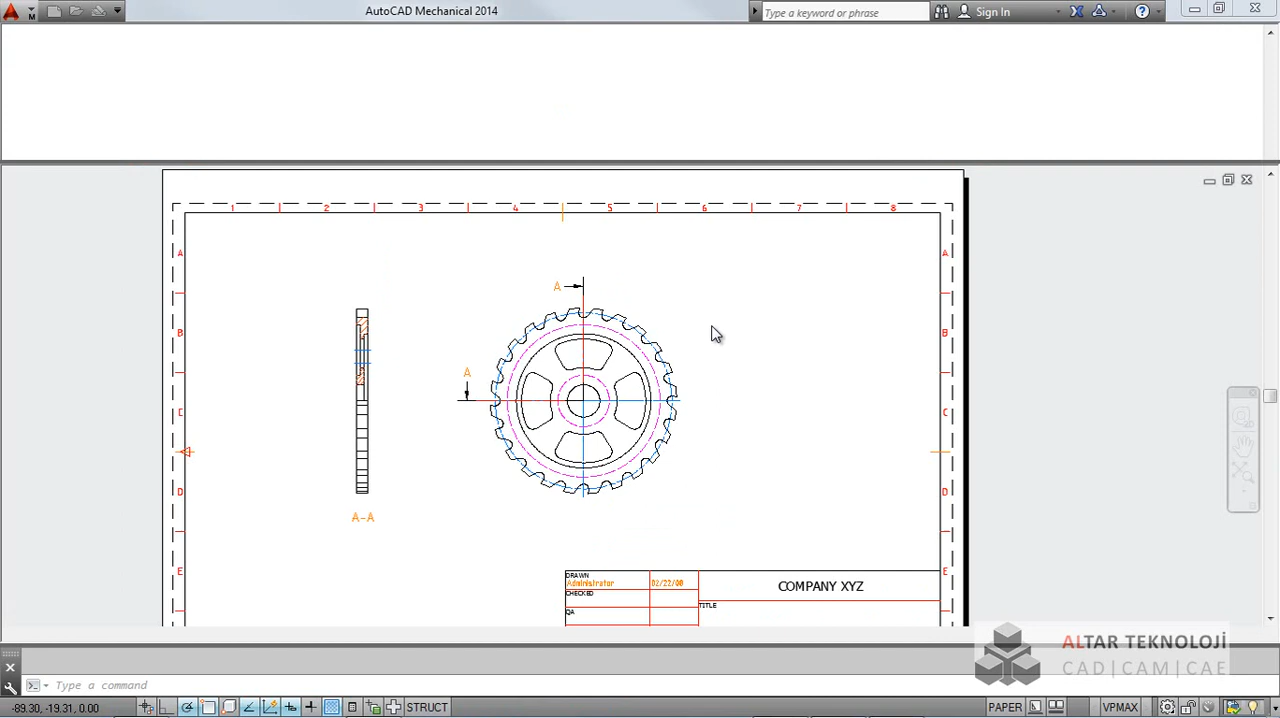 AutoCAD Mechanical 2014
Type a keyword or phrase
Sign In
1 2 3 4 5 6 7 8
A A
A
B B
A
C C
D D
A-A
E E
DRAWN
Administrator 02/22/00
COMPANY XYZ
CHECKED
TITLE
QA
ALTAR TEKNOLOJİ
CAD|CAM|CAE
Type a command
-89.30, -19.31, 0.00
STRUCT
PAPER
VPMAX